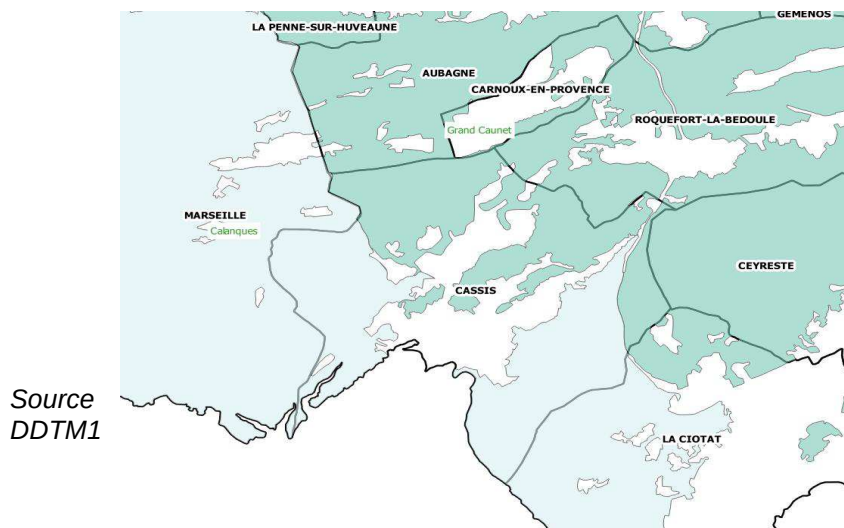 GEMENOS
LA PENNE-SUR-HUVEAUNE
AUBAGNE
CARNOUX-EN-PROVENCE
ROQUEFORT-LA-BEDOULE
Grand Caunet
MARSEILLE
Calanques
CEYRESTE
CASSIS
Source
DDTM1
LA CIOTAT